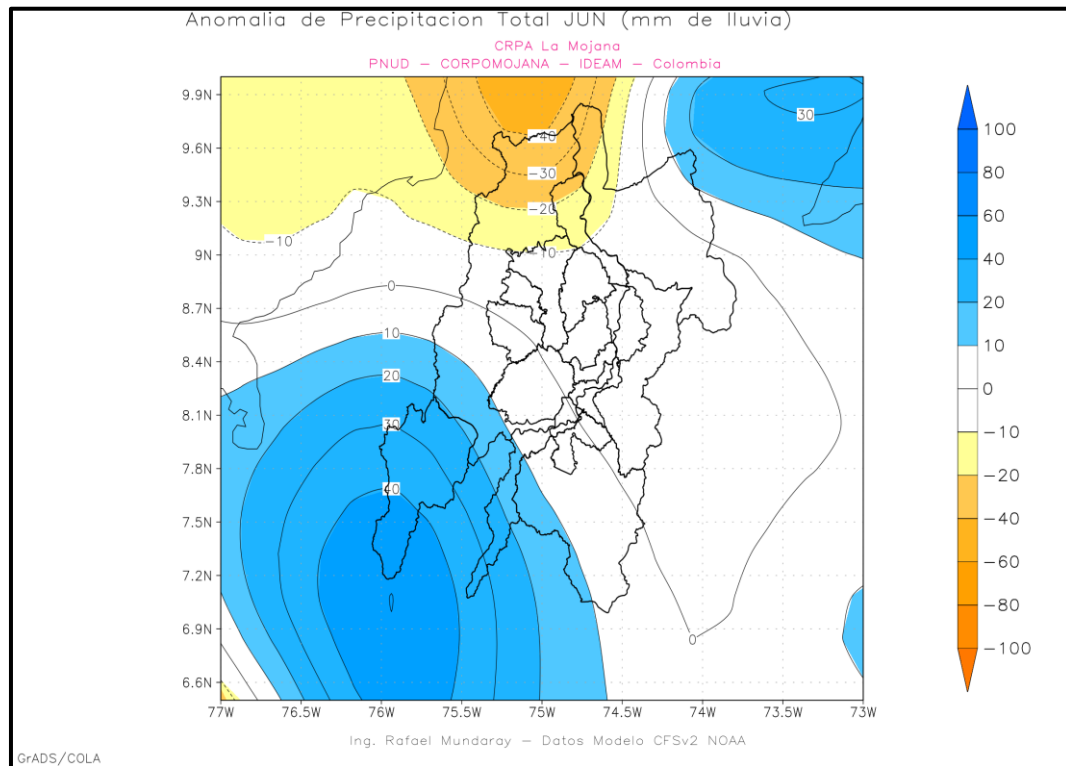 Anomalia de Precipitacion Total JUN (mm de lluvia)
CRPA La Mojana
PNUD – CORPOMOJANA – IDEAM – Colombia
9.9N
9.6N
9.3N
9N
8.7N
8.4N
8.1N
7.8N
7.5N
7.2N
6.9N
6.6N
-40
-30
-20
-10
-10
30
0
10
20
30
40
0
0
77W
76.5W
76W
75.5W
75W
74.5W
74W
73.5W
73W
100
80
60
40
20
10
0
-10
-20
-40
-60
-80
-100
Ing. Rafael Mundaray – Datos Modelo CFSv2 NOAA
GrADS/COLA